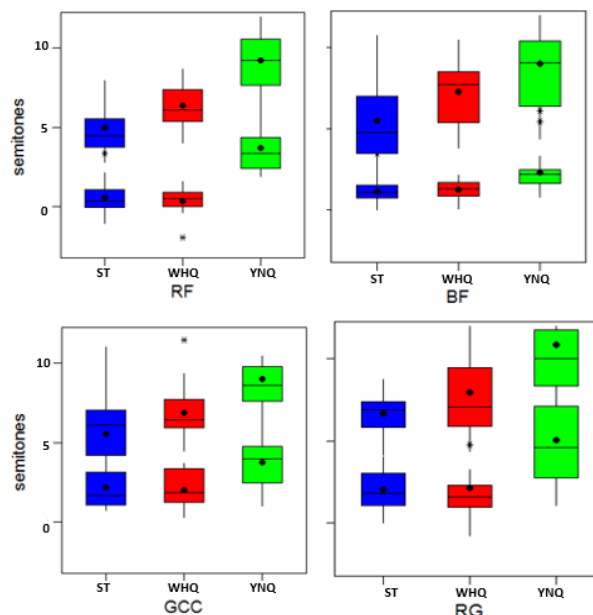 semitones
10
5
0
ST
WHQ
YNQ
RF
ST
WHQ
YNQ
BF
semitones
10
5
0
ST
WHQ
YNQ
GCC
ST
WHQ
YNQ
RG